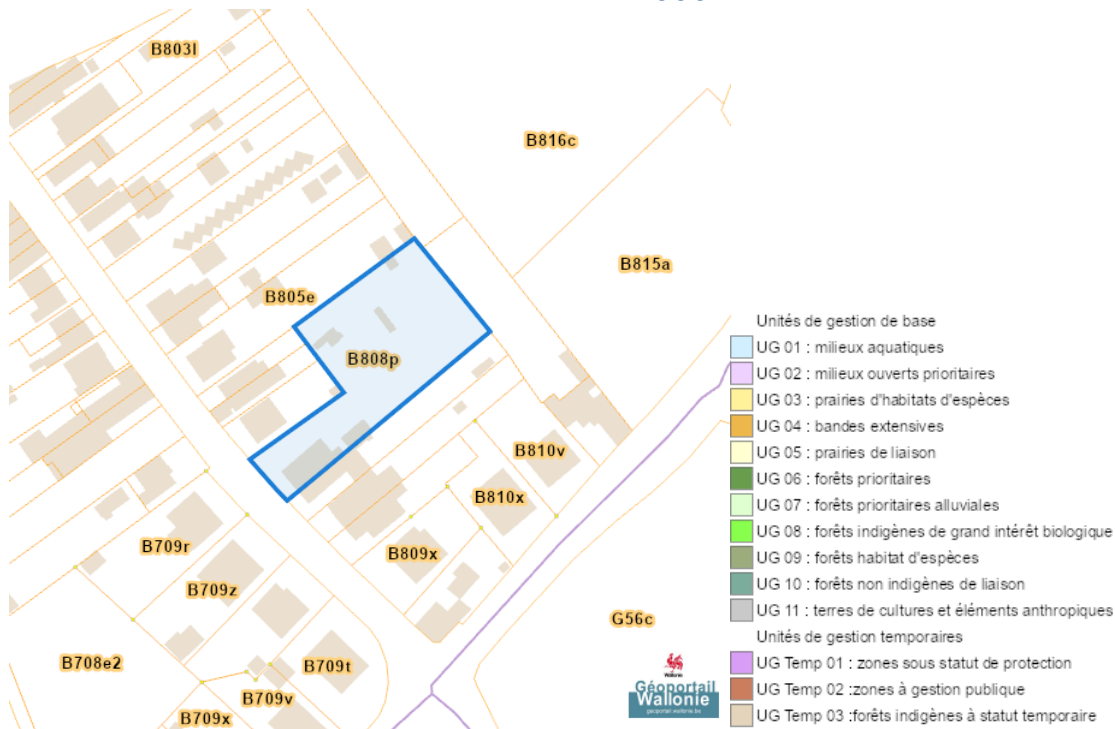 B803l
B816c
B815a
B805e
B808p
B810v
B810x
B809x
B709r
B709z
G56c
B708e2
B709t
B709v
B709x
Wallonie
Géoportail
Wallonie
geoportail.wallonie.be
Unités de gestion de base
UG 01 : milieux aquatiques
UG 02 : milieux ouverts prioritaires
UG 03 : prairies d'habitats d'espèces
UG 04 : bandes extensives
UG 05 : prairies de liaison
UG 06 : forêts prioritaires
UG 07 : forêts prioritaires alluviales
UG 08 : forêts indigènes de grand intérêt biologique
UG 09 : forêts habitat d'espèces
UG 10 : forêts non indigènes de liaison
UG 11 : terres de cultures et éléments anthropiques
Unités de gestion temporaires
UG Temp 01 : zones sous statut de protection
UG Temp 02 :zones à gestion publique
UG Temp 03 :forêts indigènes à statut temporaire